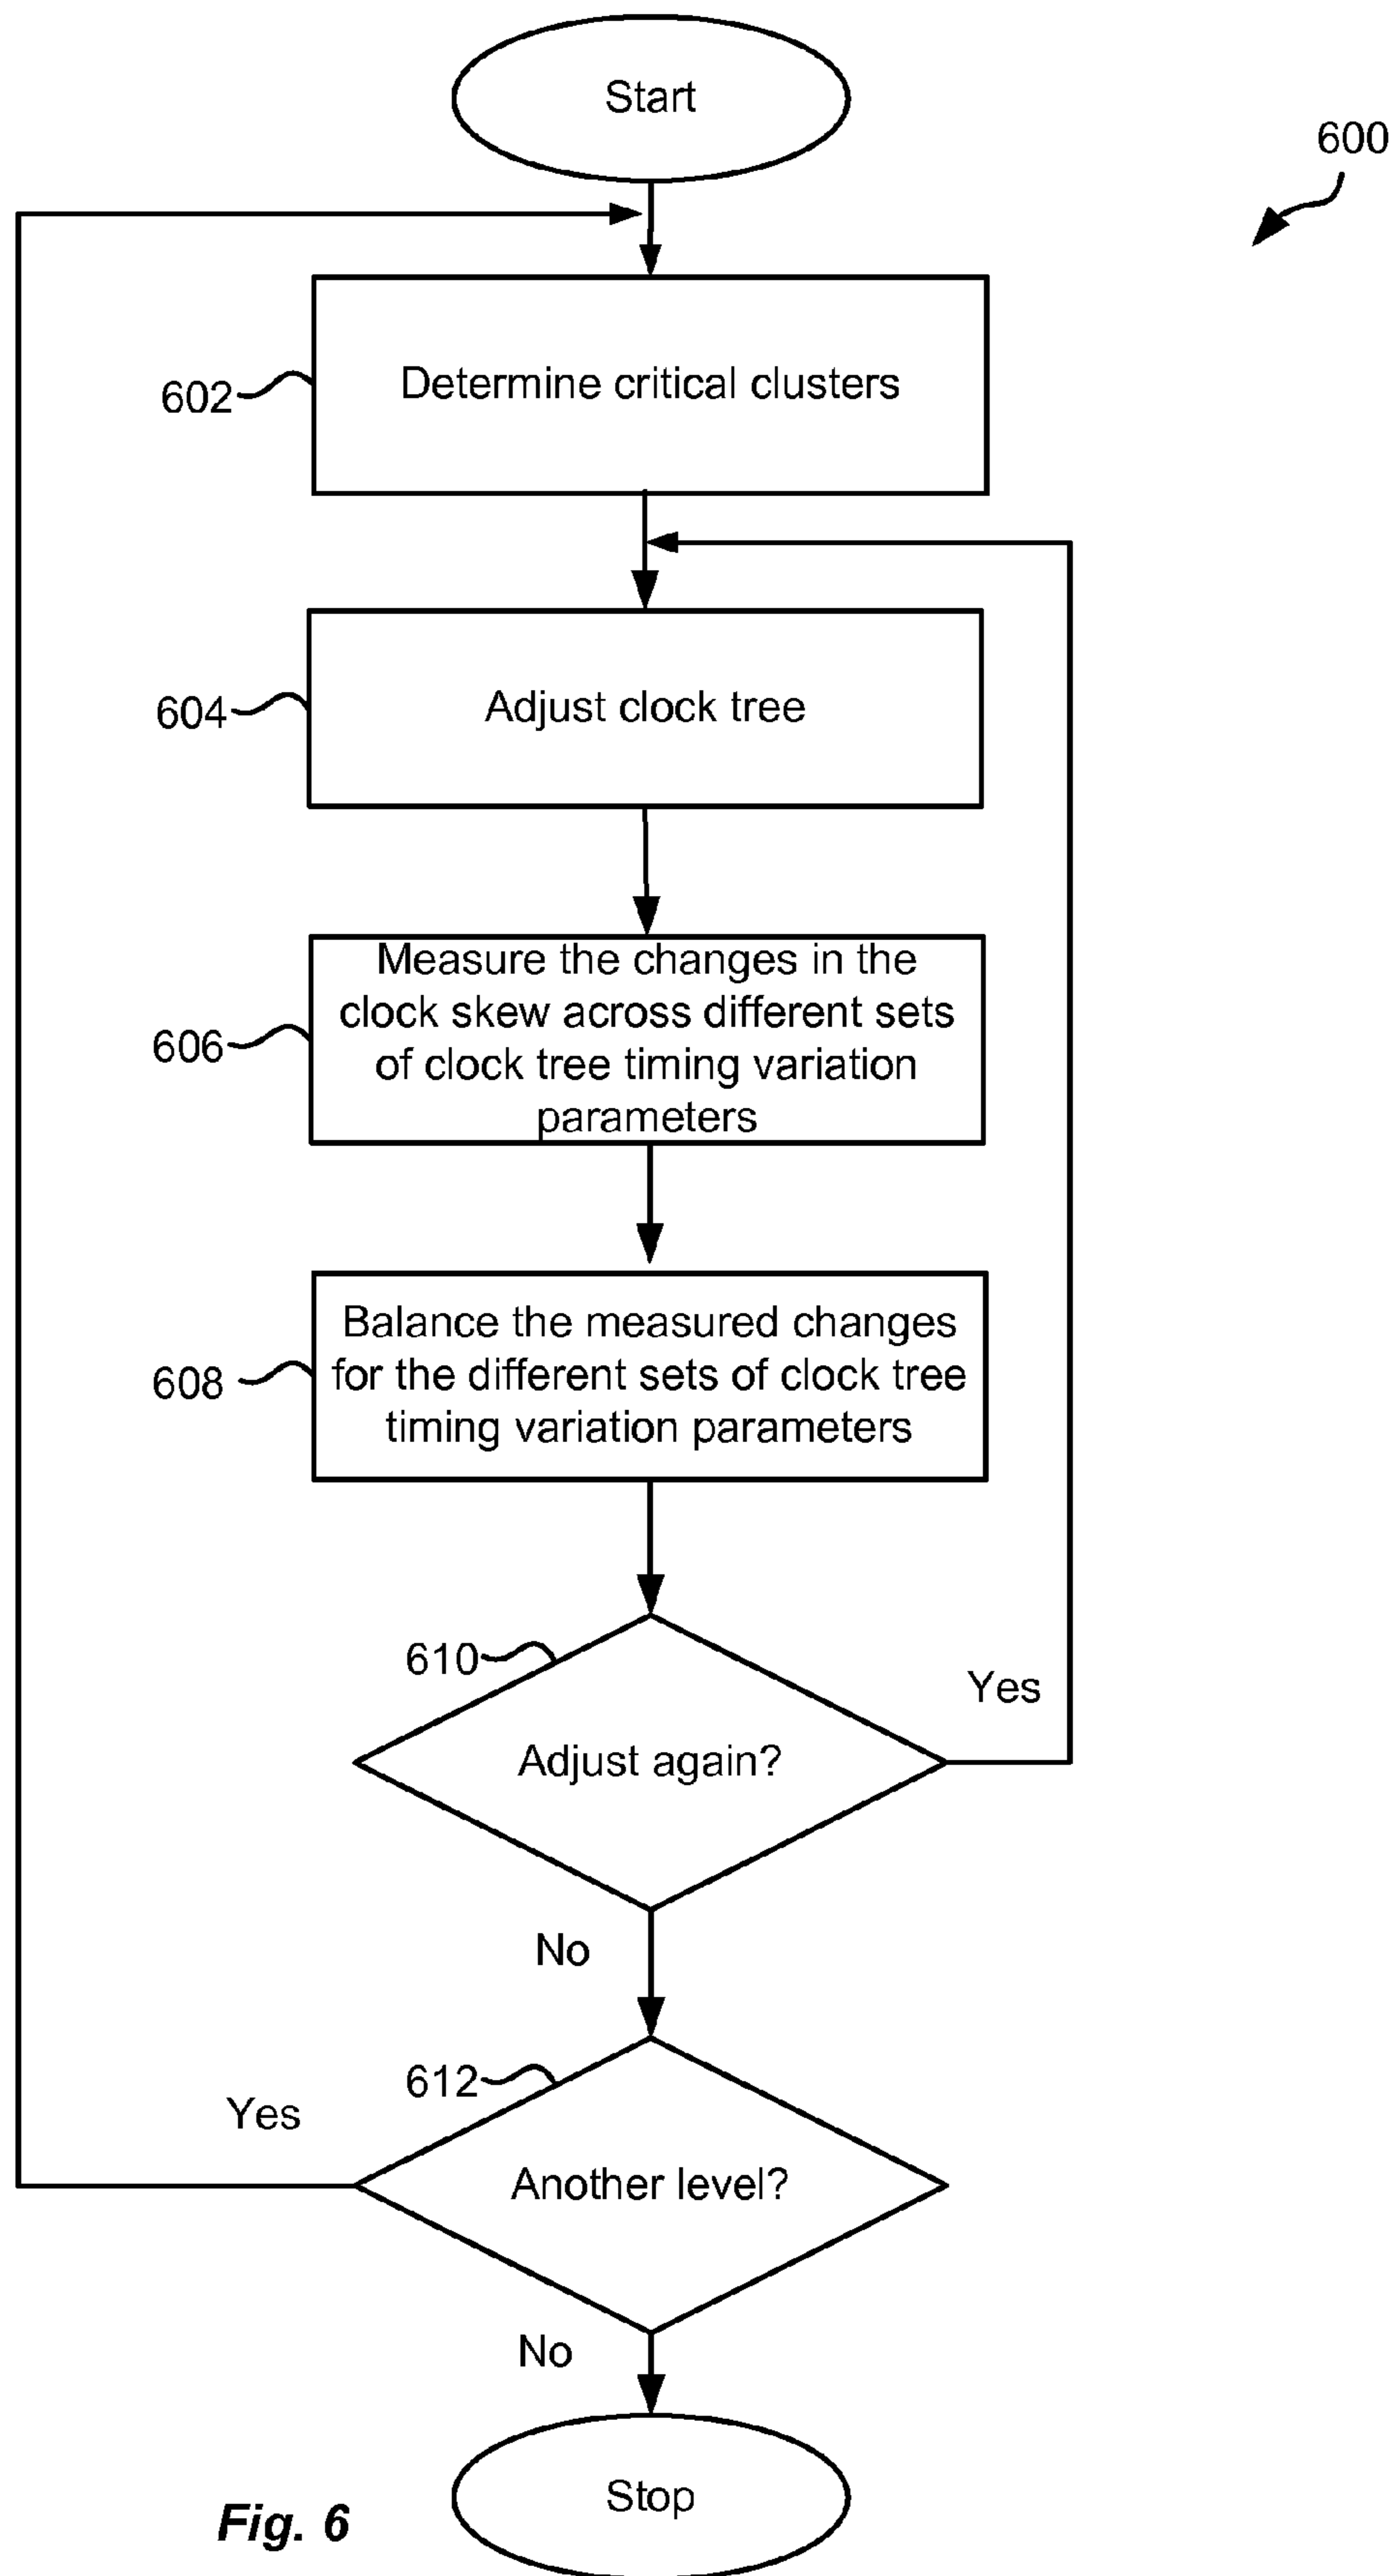 Start
600
602
Determine critical clusters
604
Adjust clock tree
606
Measure the changes in the
clock skew across different sets
of clock tree timing variation
parameters
608
Balance the measured changes
for the different sets of clock tree
timing variation parameters
610
Adjust again?
Yes
No
612
Another level?
Yes
No
Stop
Fig. 6